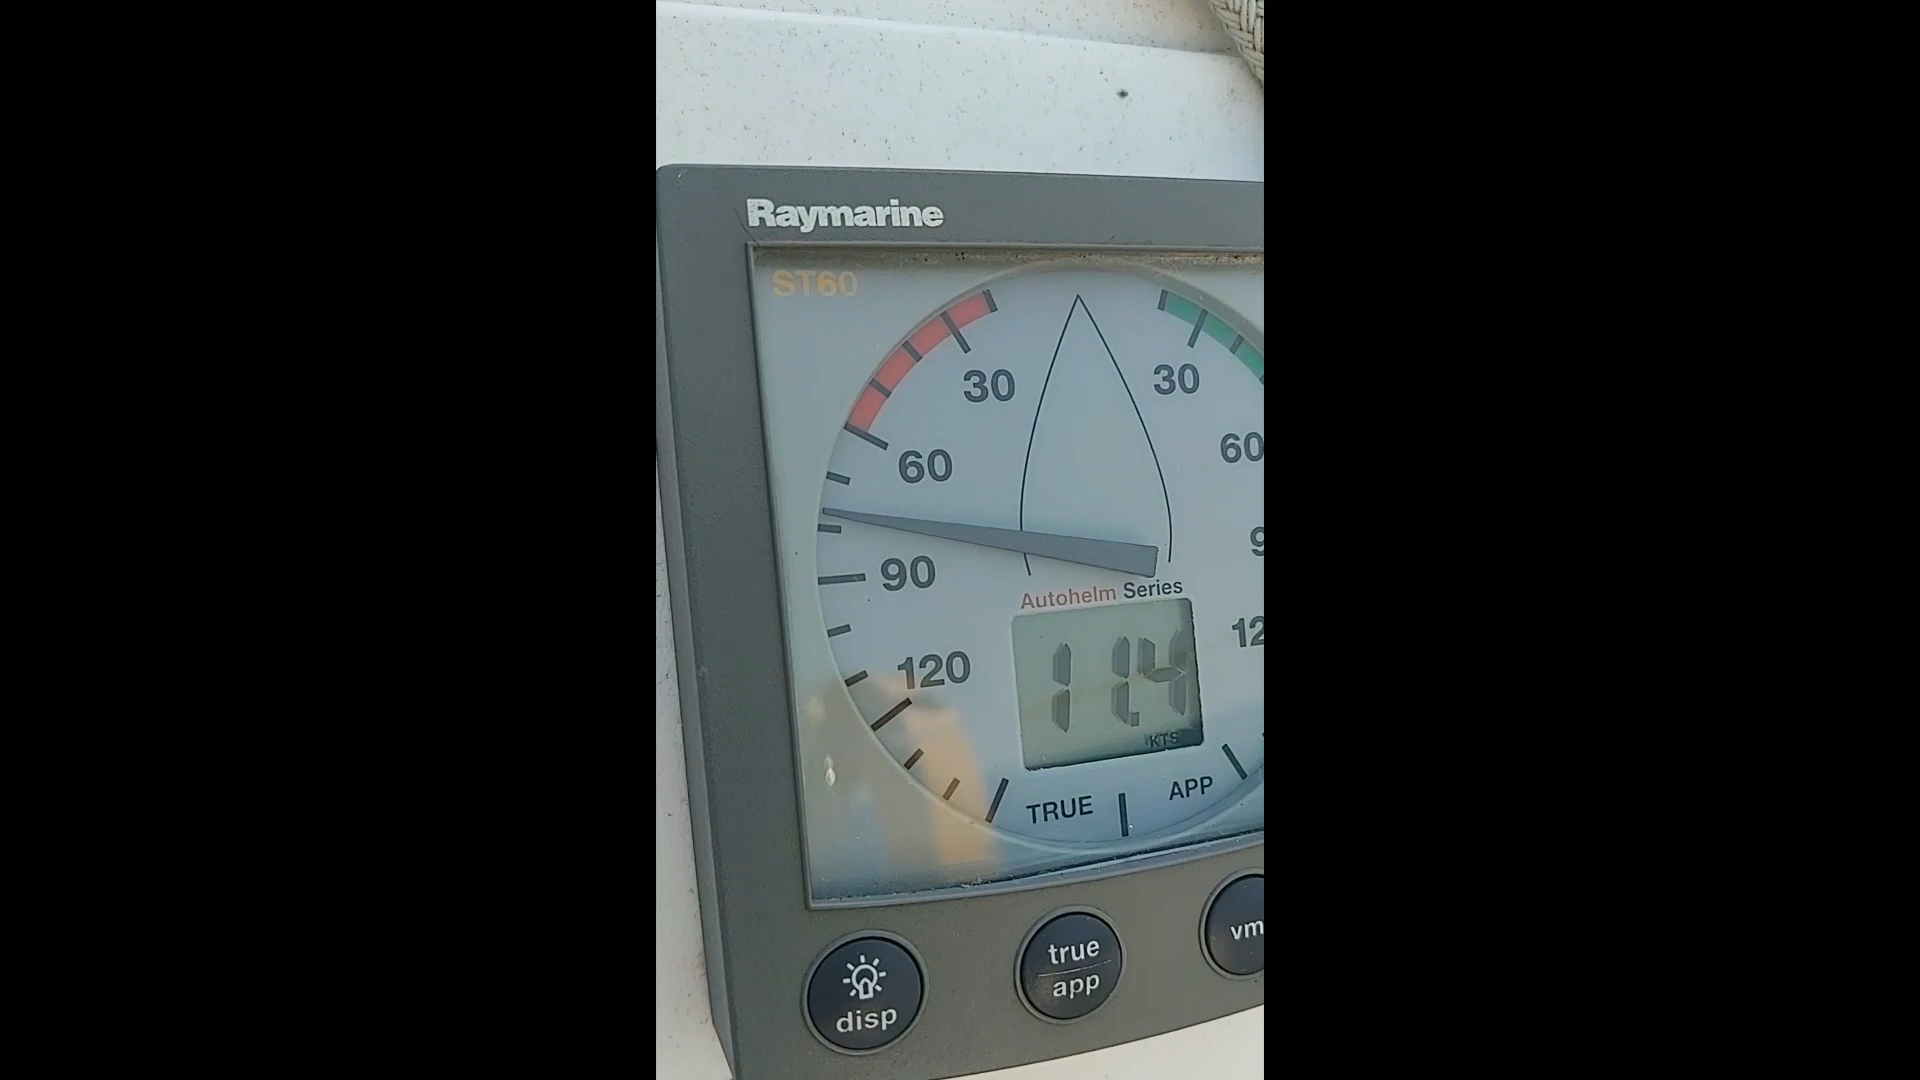 Raymarine
ST60
30 30
60 60
90
120
Autohelm Series
11.4
KTS
TRUE APP
disp
true
app